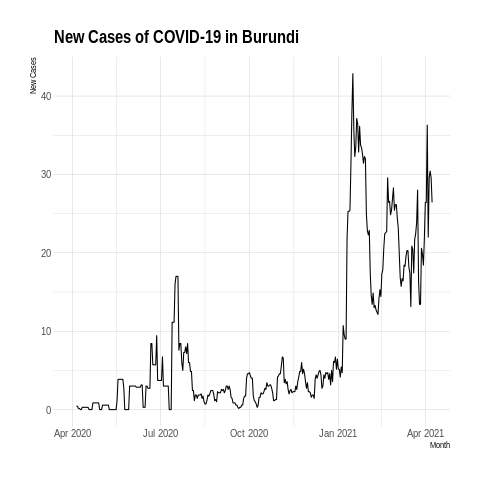 New Cases of COVID-19 in Burundi
New Cases
40
30
20
10
0
Apr 2020
Jul 2020
Oct 2020
Jan 2021
Apr 2021
Month